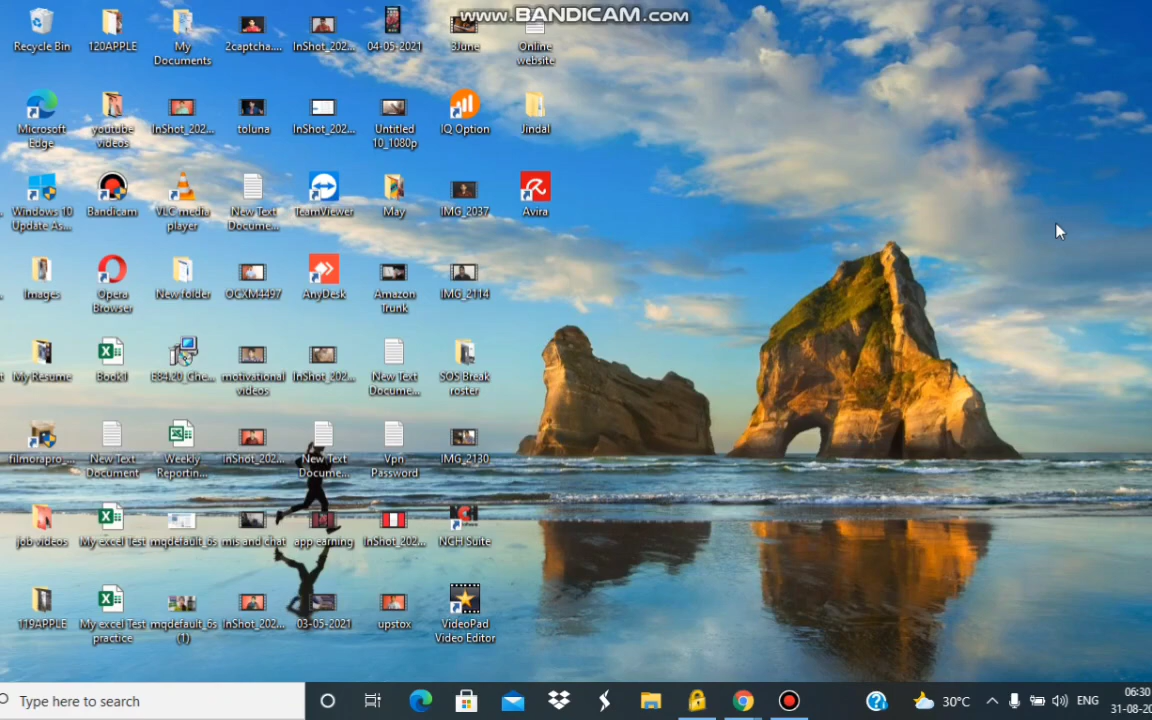 www.BANDICAM.com
Recycle Bin
120APPLE
My
Documents
2captcha....
InShot_202...
04-05-2021
3June
Online
website
Microsoft
Edge
youtube
videos
InShot_202...
toluna
InShot_202...
Untitled
10_1080p
IQ Option
Jindal
Windows 10
Update As...
Bandicam
VLC media
player
New Text
Docume...
TeamViewer
May
IMG_2037
Avira
Images
Opera
Browser
New folder
OCXM4497
AnyDesk
Amazon
Trunk
IMG_2114
My Resume
Book1
E84.20_Che...
motivational
videos
InShot_202...
New Text
Docume...
SOS Break
roster
filmorapro_...
New Text
Document
Weekly
Reportin...
InShot_202...
New Text
Docume...
Vpn
Password
IMG_2130
job videos
My excel Test
mqdefault_6s
mis and chat
app earning
InShot_202...
NCH Suite
119APPLE
My excel Test
practice
mqdefault_6s
(1)
InShot_202...
03-05-2021
upstox
VideoPad
Video Editor
Type here to search
30°C
ENG
06:30
31-08-20